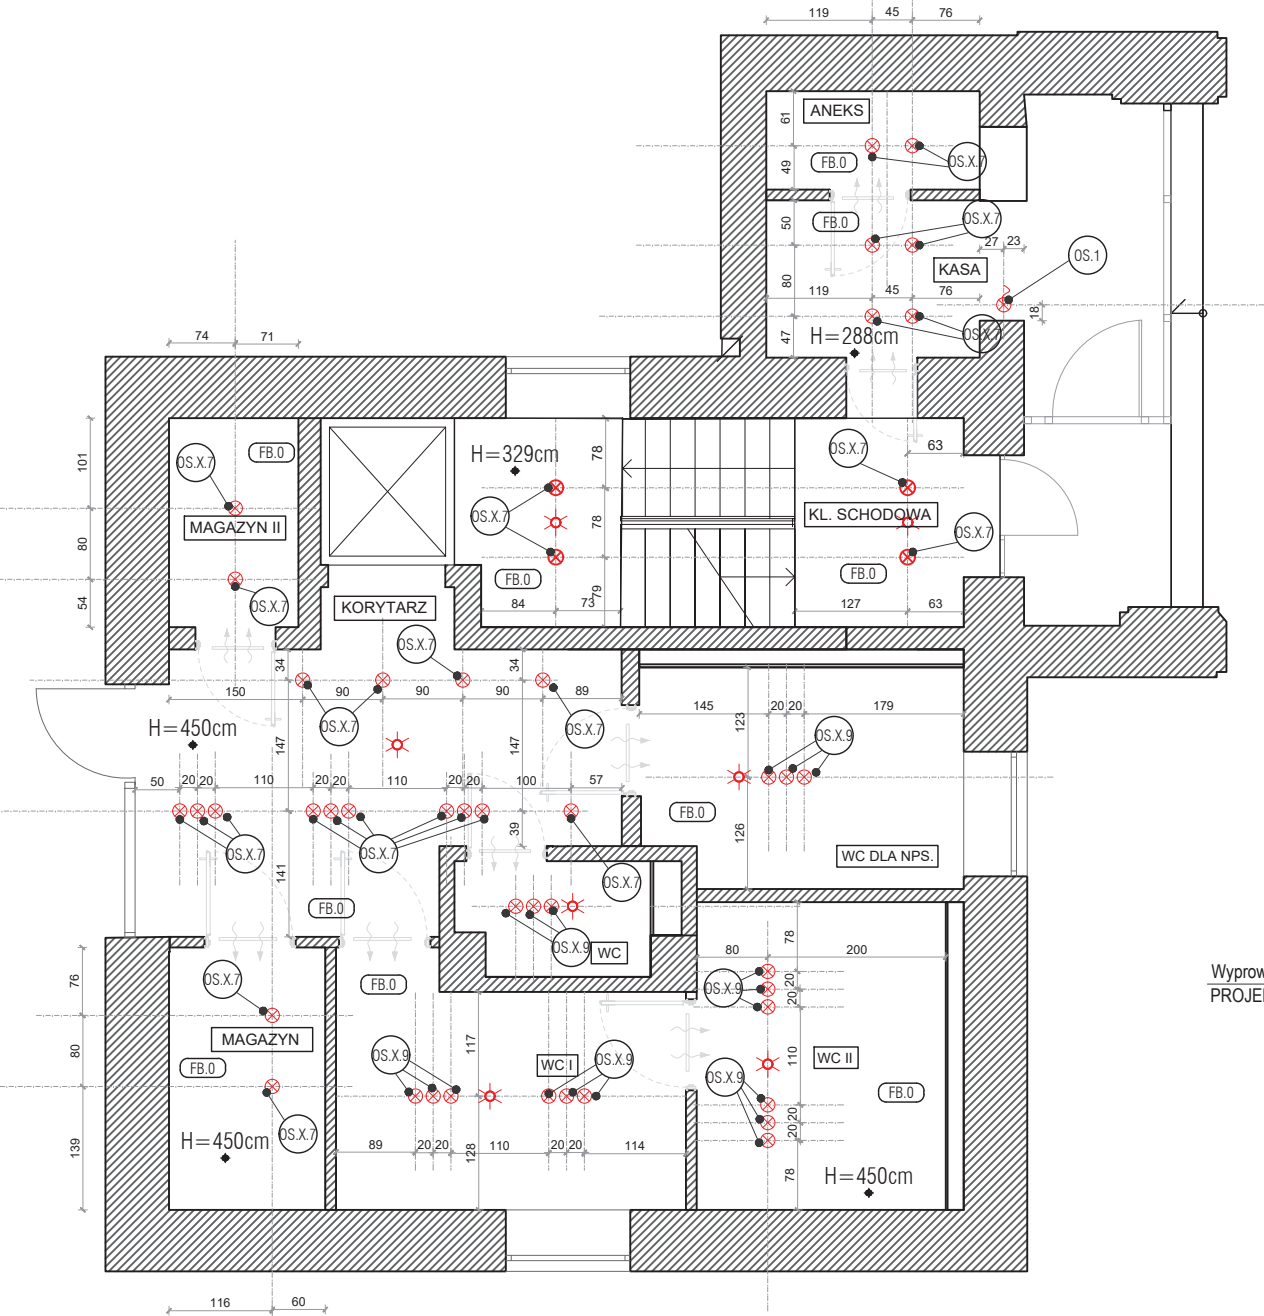 119 45 76
ANEKS
61
49
FB.0
OS.X.7
50
FB.0
OS.X.7
27 23
OS.1
KASA
80
119 45 76
18
47
H=288cm
OS.X.7
74 71
101
OS.X.7
FB.0
H=329cm
78
OS.X.7
63
MAGAZYN II
OS.X.7
78
KL. SCHODOWA
OS.X.7
80
FB.0
FB.0
54
OS.X.7
KORYTARZ
84 73
79
127 63
OS.X.7
34
34
150 90 90 90 89
H=450cm
OS.X.7
OS.X.7
145 20 20 179
123
OS.X.9
147
147
50 20 20 110 20 20 110 20 20 100 57
FB.0
39
126
OS.X.7
OS.X.7
WC DLA NPS.
141
OS.X.7
FB.0
OS.X.9
WC
78
80 200
76
OS.X.7
FB.0
OS.X.9
20
20
Wyprow
PROJE
MAGAZYN
117
110
80
OS.X.9
WC I
OS.X.9
WC II
FB.0
OS.X.9
FB.0
OS.X.7
20
20
H=450cm
89 20 20 110 20 20 114
128
139
78
H=450cm
116 60